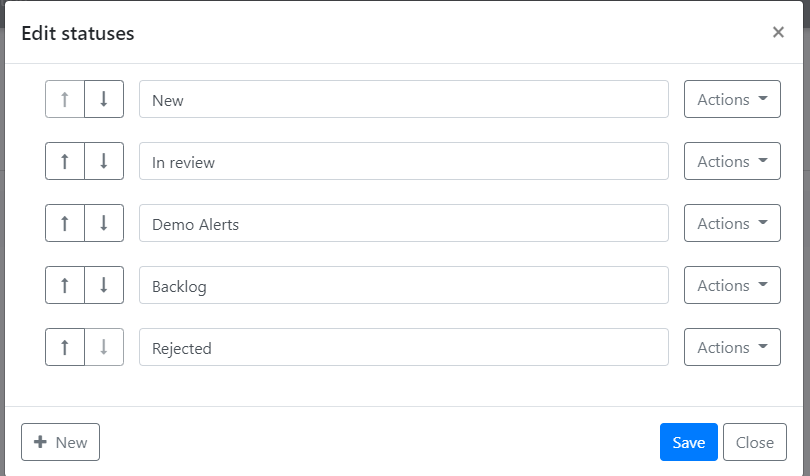 Edit statuses ×
New Actions
In review Actions
Demo Alerts Actions
Backlog Actions
Rejected Actions
New Save Close